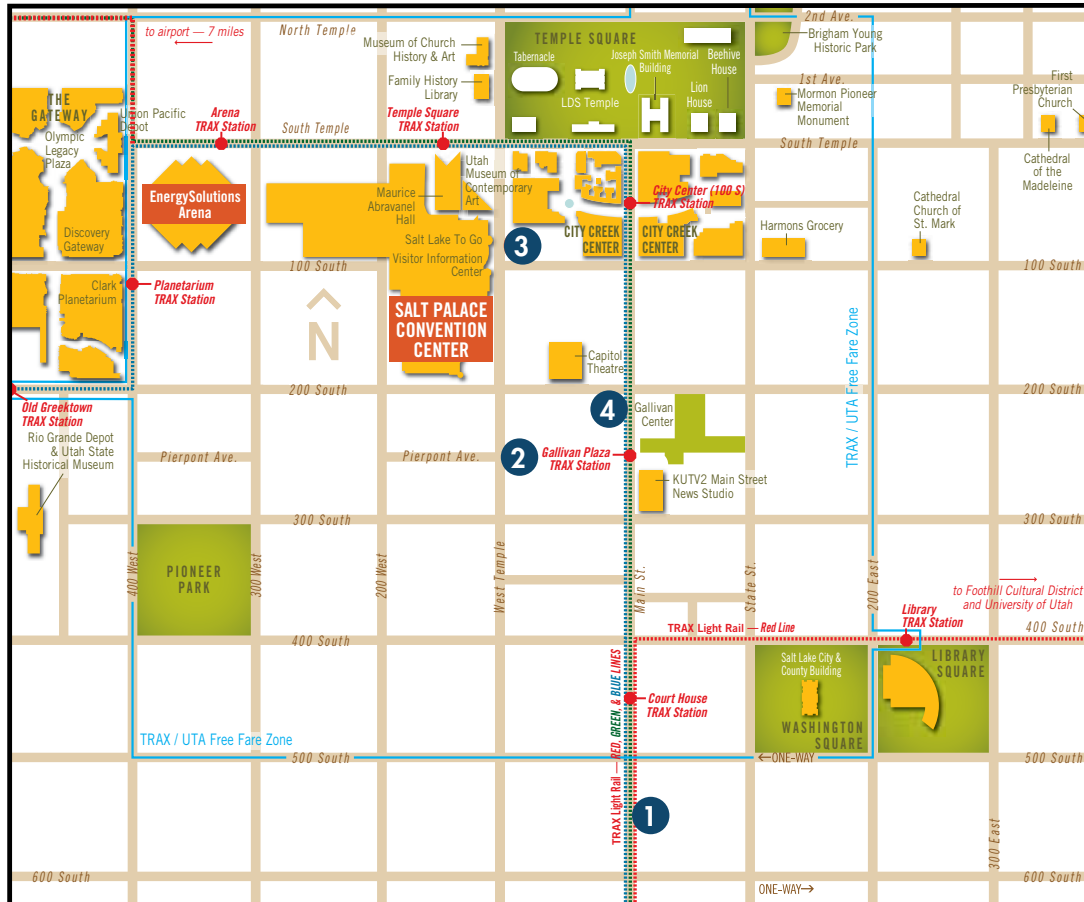 to airport — 7 miles
North Temple
2nd Ave.
Museum of Church
History & Art
TEMPLE SQUARE
Brigham Young
Historic Park
Tabernacle
Joseph Smith Memorial
Building
Beehive
House
Family History
Library
LDS Temple
Lion
House
1st Ave.
Mormon Pioneer
Memorial
Monument
First
Presbyterian
Church
THE
GATEWAY
Union Pacific
Depot
Arena
TRAX Station
South Temple
Temple Square
TRAX Station
South Temple
Olympic
Legacy
Plaza
Cathedral
of the
Madeleine
EnergySolutions
Arena
Maurice
Abravanel
Hall
Utah
Museum of
Contemporary
Art
City Center (100 S)
TRAX Station
Cathedral
Church of
St. Mark
Discovery
Gateway
Salt Lake To Go
Visitor Information
Center
3
CITY CREEK
CENTER
CITY CREEK
CENTER
Harmons Grocery
100 South
100 South
Clark
Planetarium
Planetarium
TRAX Station
N
SALT PALACE
CONVENTION
CENTER
Capitol
Theatre
TRAX / UTA Free Fare Zone
200 South
200 South
Old Greektown
TRAX Station
4
Gallivan
Center
Rio Grande Depot
& Utah State
Historical Museum
Pierpont Ave.
Pierpont Ave.
2
Gallivan Plaza
TRAX Station
KUTV2 Main Street
News Studio
300 South
300 South
400 West
300 West
200 West
West Temple
Main St.
State St.
200 East
PIONEER
PARK
to Foothill Cultural District
and University of Utah
Library
TRAX Station
TRAX Light Rail — Red Line
400 South
400 South
Salt Lake City &
County Building
LIBRARY
SQUARE
Court House
TRAX Station
WASHINGTON
SQUARE
TRAX / UTA Free Fare Zone
TRAX Light Rail — RED, GREEN, & BLUE LINES
500 South
←ONE-WAY
500 South
1
300 East
600 South
600 South
ONE-WAY→